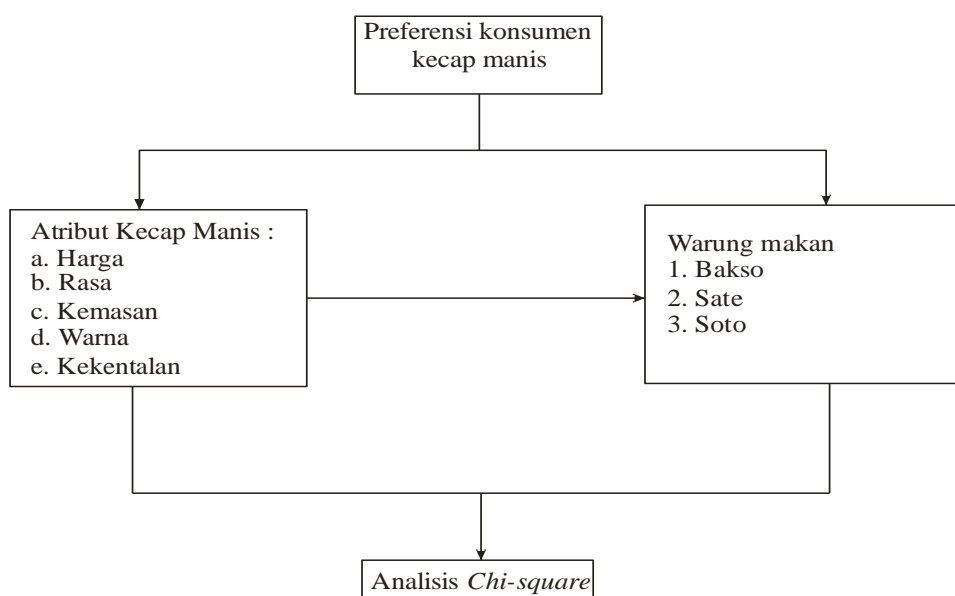 Preferensi konsumen
kecap manis
Atribut Kecap Manis :
a. Harga
b. Rasa
c. Kemasan
d. Warna
e. Kekentalan
Warung makan
1. Bakso
2. Sate
3. Soto
Analisis Chi-square